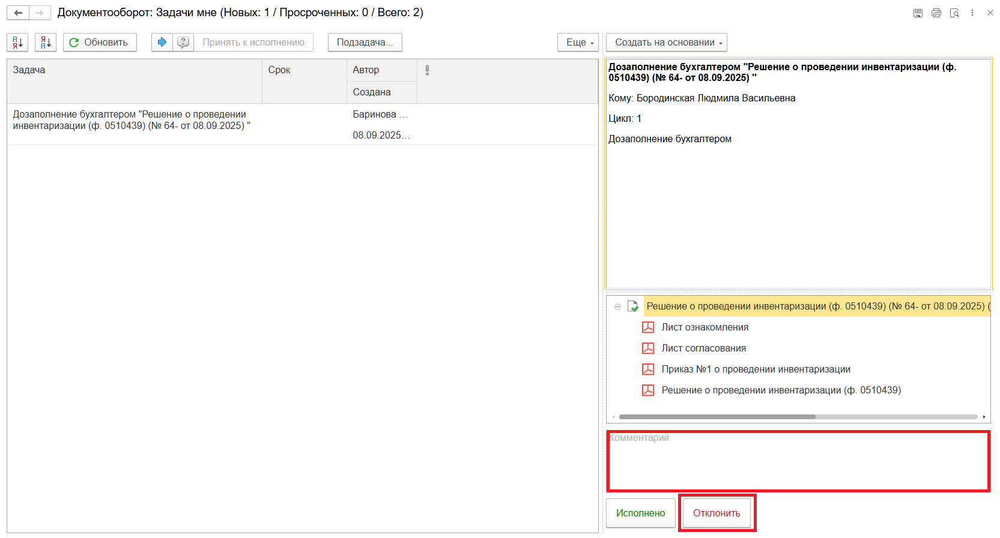 Документооборот: Задачи мне (Новых: 1 / Просроченных: 0 / Всего: 2)
А
Я
Я
А
Обновить
?
Принять к исполнению
Подзадача...
Еще
Создать на основании
Задача
Срок
Автор
Создана
Дозаполнение бухгалтером "Решение о проведении
инвентаризации (ф. 0510439) (№ 64- от 08.09.2025) "
Баринова ...
08.09.2025...
Дозаполнение бухгалтером "Решение о проведении инвентаризации (ф.
0510439) (№ 64- от 08.09.2025) "
Кому: Бородинская Людмила Васильевна
Цикл: 1
Дозаполнение бухгалтером
Решение о проведении инвентаризации (ф. 0510439) (№ 64- от 08.09.2025) (
Лист ознакомления
Лист согласования
Приказ №1 о проведении инвентаризации
Решение о проведении инвентаризации (ф. 0510439)
Комментарий
Исполнено
Отклонить